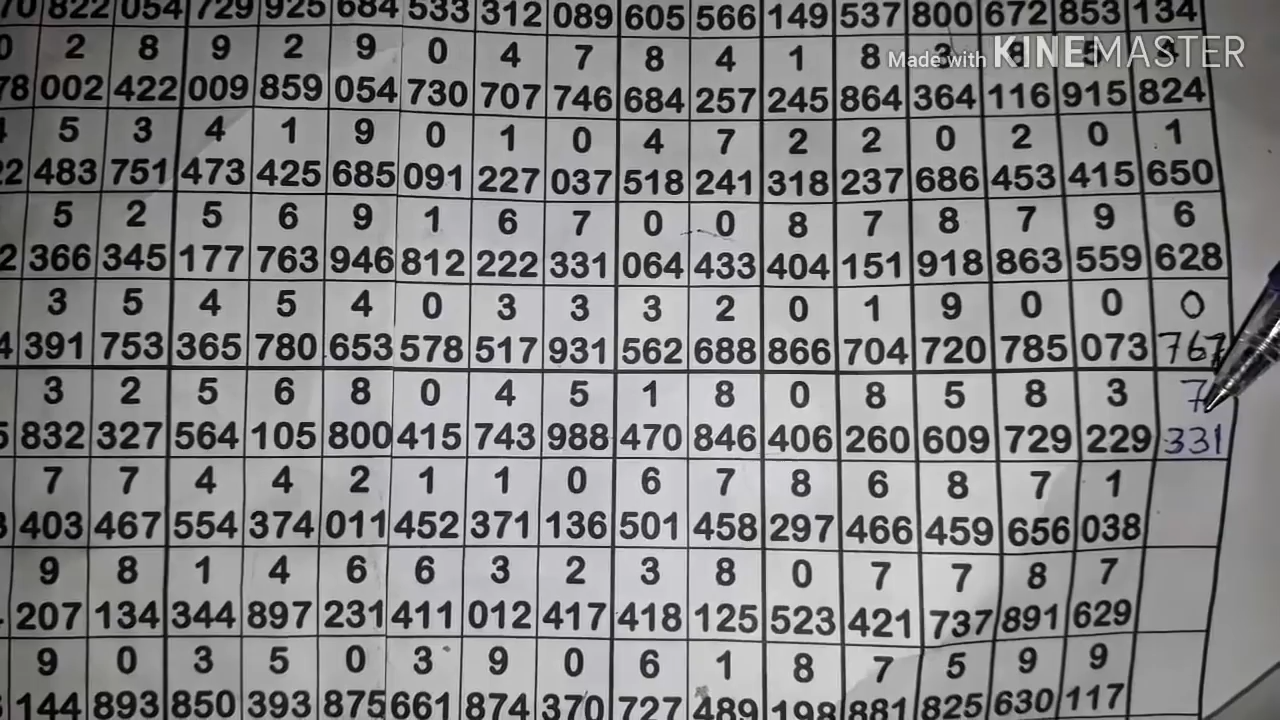 822 054 729 925 684 533 312 089 605 566 149 537 800 672 853 134
0 2 8 9 2 9 0 4 7 8 4 1 8 3 8 5
Made with KINEMASTER
78 002 422 009 859 054 730 707 746 684 257 245 864 364 116 915 824
5 3 4 1 9 0 1 0 4 7 2 2 0 2 0 1
22 483 751 473 425 685 091 227 037 518 241 318 237 686 453 415 650
5 2 5 6 9 1 6 7 0 0 8 7 8 7 9 6
2 366 345 177 763 946 812 222 331 064 433 404 151 918 863 559 628
3 5 4 5 4 0 3 3 3 2 0 1 9 0 0 0
4 391 753 365 780 653 578 517 931 562 688 866 704 720 785 073 767
3 2 5 6 8 0 4 5 1 8 0 8 5 8 3 7
832 327 564 105 800 415 743 988 470 846 406 260 609 729 229 331
7 7 4 4 2 1 1 0 6 7 8 6 8 7 1
403 467 554 374 011 452 371 136 501 458 297 466 459 656 038
9 8 1 4 6 6 3 2 3 8 0 7 7 8 7
207 134 344 897 231 411 012 417 418 125 523 421 737 891 629
9 0 3 5 0 3 9 0 6 1 8 7 5 9 9
144 893 850 393 875 661 874 370 727 489 198 881 825 630 117